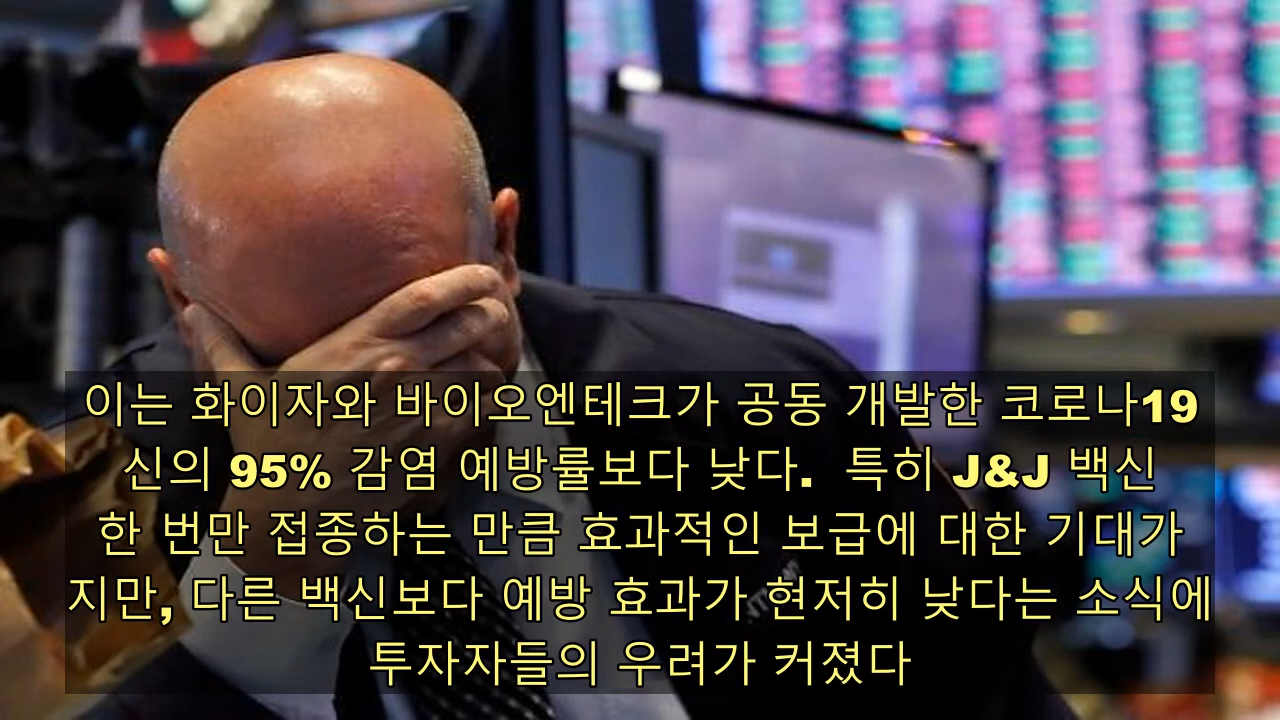 이는 화이자와 바이오엔테크가 공동 개발한 코로나19
신의 95% 감염 예방률보다 낮다. 특히 J&J 백신
한 번만 접종하는 만큼 효과적인 보급에 대한 기대가
지만, 다른 백신보다 예방 효과가 현저히 낮다는 소식에
투자자들의 우려가 커졌다